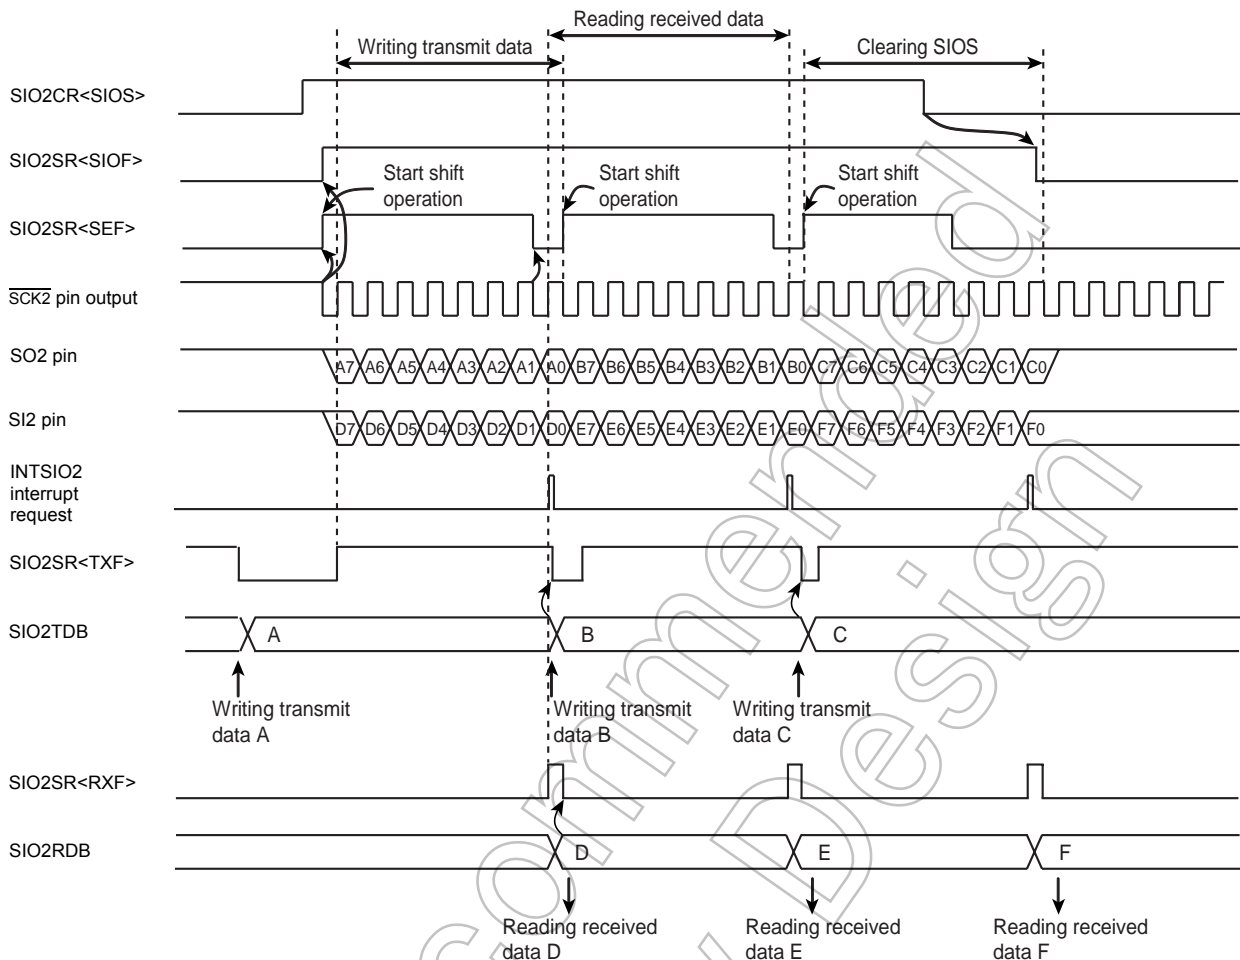 Reading received data
Writing transmit data
Clearing SIOS
SIO2CR<SIOS>
SIO2SR<SIOF>
Start shift
operation
Start shift
operation
Start shift
operation
SIO2SR<SEF>
SCK2 pin output
SO2 pin
A7 A6 A5 A4 A3 A2 A1 A0 B7 B6 B5 B4 B3 B2 B1 B0 C7 C6 C5 C4 C3 C2 C1 C0
SI2 pin
D7 D6 D5 D4 D3 D2 D1 D0 E7 E6 E5 E4 E3 E2 E1 E0 F7 F6 F5 F4 F3 F2 F1 F0
INTSIO2
interrupt
request
SIO2SR<TXF>
SIO2TDB
A B C
Writing transmit
data A
Writing transmit
data B
Writing transmit
data C
SIO2SR<RXF>
SIO2RDB
D E F
Reading received
data D
Reading received
data E
Reading received
data F
commended
Design